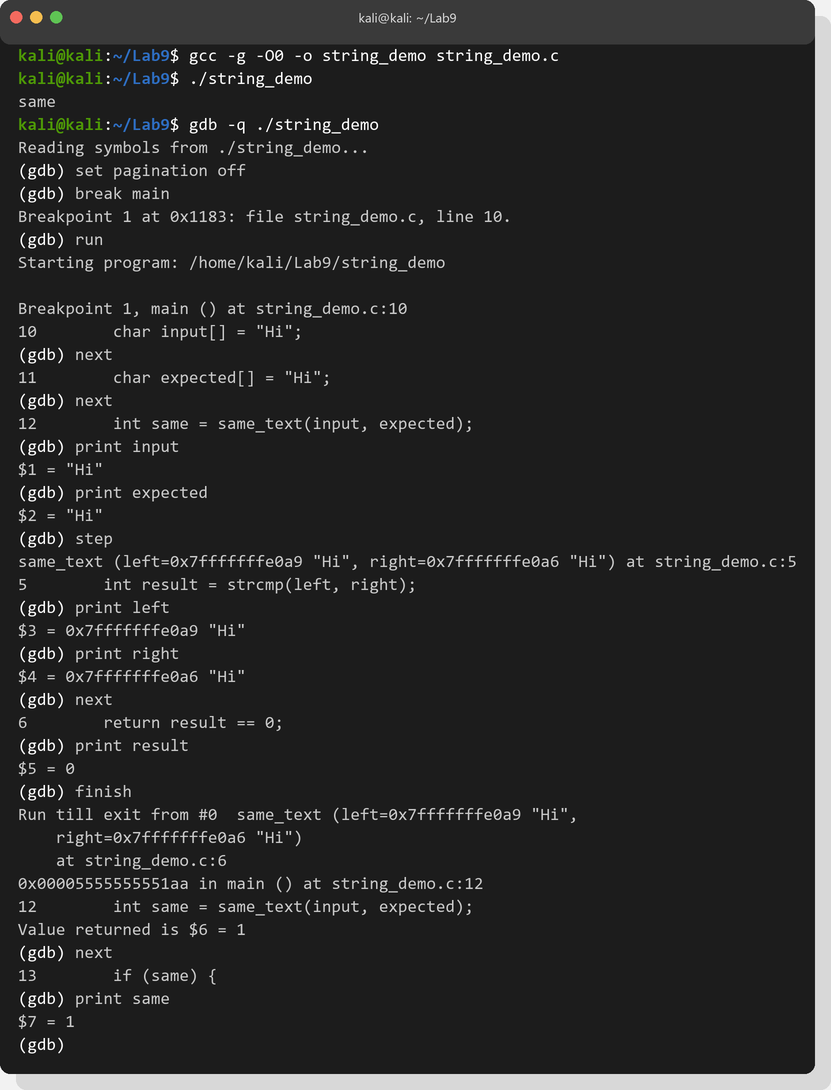 kali@kali: ~/Lab9
kali@kali:~/Lab9$ gcc -g -O0 -o string_demo string_demo.c
kali@kali:~/Lab9$ ./string_demo
same
kali@kali:~/Lab9$ gdb -q ./string_demo
Reading symbols from ./string_demo...
(gdb) set pagination off
(gdb) break main
Breakpoint 1 at 0x1183: file string_demo.c, line 10.
(gdb) run
Starting program: /home/kali/Lab9/string_demo

Breakpoint 1, main () at string_demo.c:10
10        char input[] = "Hi";
(gdb) next
11        char expected[] = "Hi";
(gdb) next
12        int same = same_text(input, expected);
(gdb) print input
$1 = "Hi"
(gdb) print expected
$2 = "Hi"
(gdb) step
same_text (left=0x7fffffffe0a9 "Hi", right=0x7fffffffe0a6 "Hi") at string_demo.c:5
5        int result = strcmp(left, right);
(gdb) print left
$3 = 0x7fffffffe0a9 "Hi"
(gdb) print right
$4 = 0x7fffffffe0a6 "Hi"
(gdb) next
6        return result == 0;
(gdb) print result
$5 = 0
(gdb) finish
Run till exit from #0  same_text (left=0x7fffffffe0a9 "Hi",
    right=0x7fffffffe0a6 "Hi")
    at string_demo.c:6
0x00005555555551aa in main () at string_demo.c:12
12        int same = same_text(input, expected);
Value returned is $6 = 1
(gdb) next
13        if (same) {
(gdb) print same
$7 = 1
(gdb)